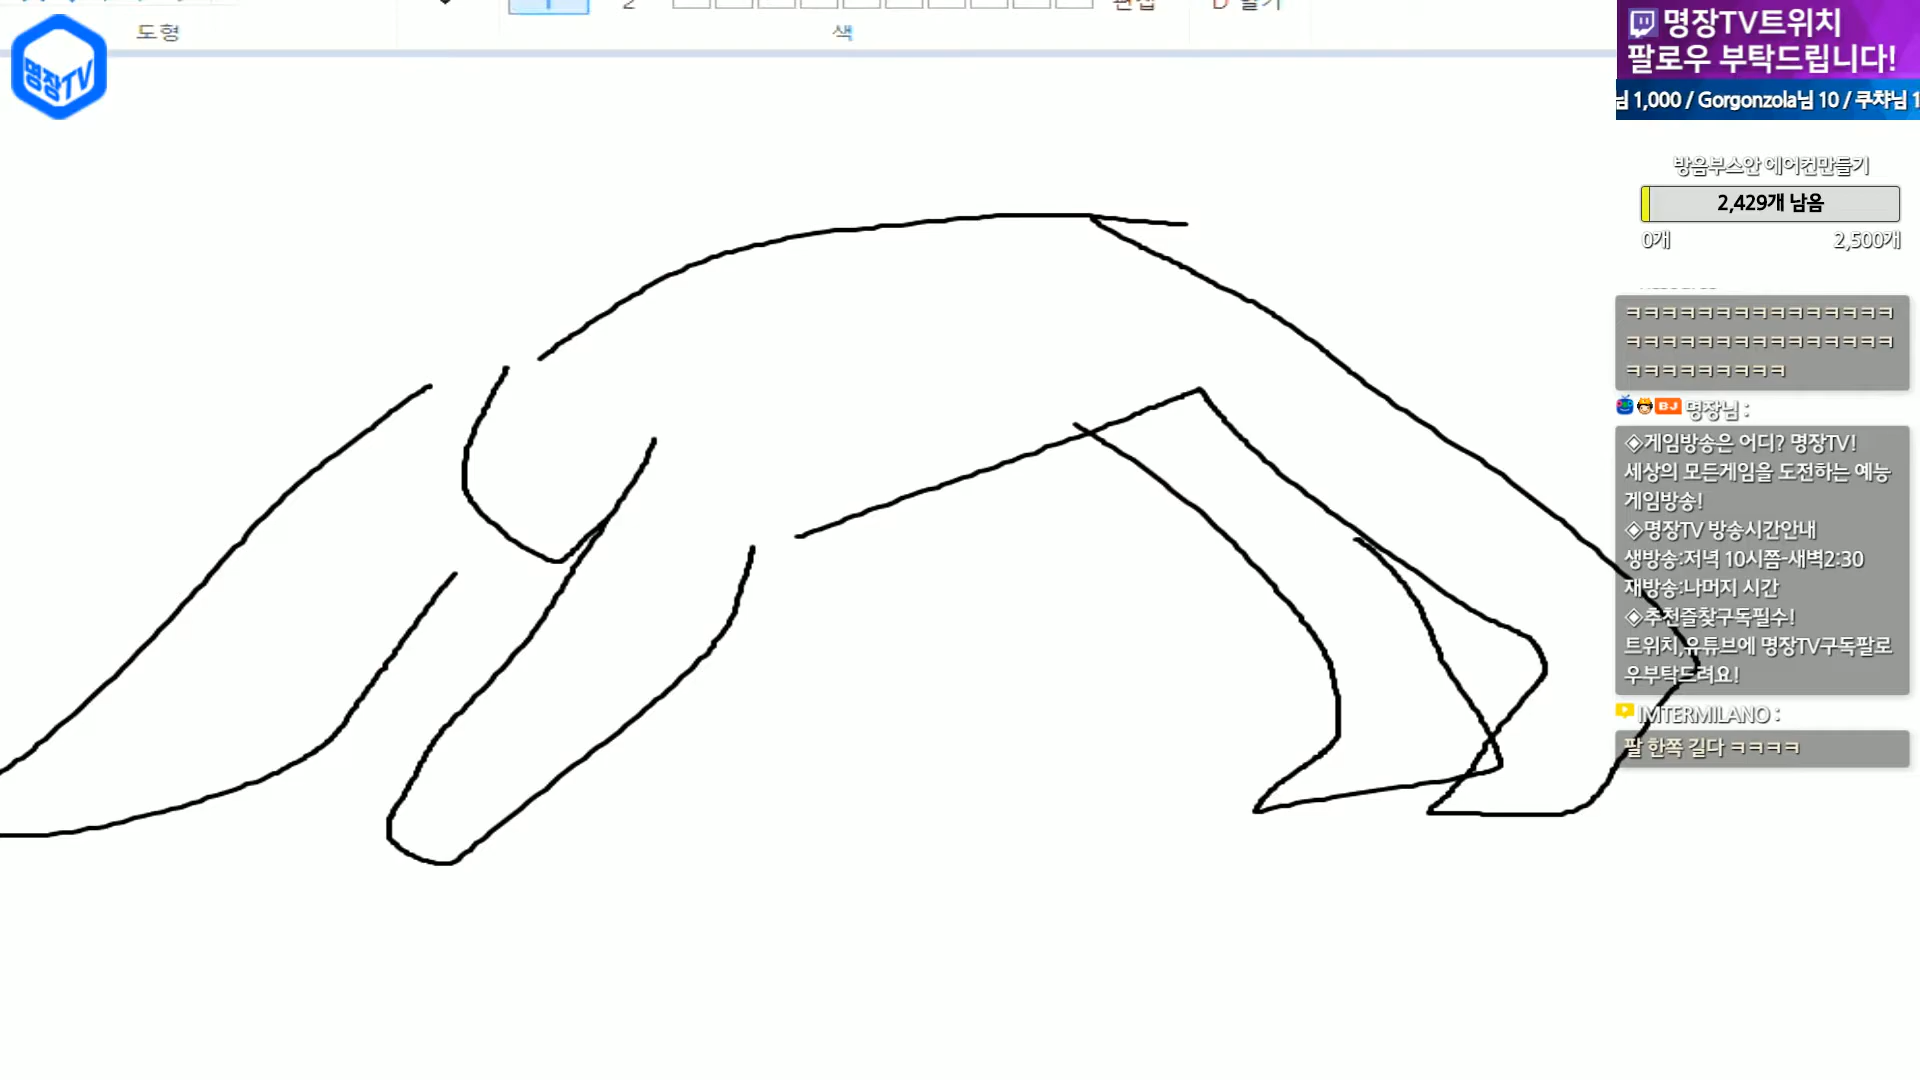 도형
색
명장TV
명장TV트위치
팔로우 부탁드립니다!
님 1,000 / Gorgonzola님 10 / 쿠챠님 1
방음부스안 에어컨만들기
2,429개 남음
0개 2,500개
ㅋㅋㅋㅋㅋㅋㅋㅋㅋㅋㅋㅋㅋㅋㅋ
ㅋㅋㅋㅋㅋㅋㅋㅋㅋㅋㅋㅋㅋㅋㅋ
ㅋㅋㅋㅋㅋㅋㅋㅋㅋ
BJ 명장님 :
◈게임방송은 어디? 명장TV!
세상의 모든게임을 도전하는 예능
게임방송!
◈명장TV 방송시간안내
생방송:저녁 10시쯤-새벽2:30
재방송:나머지 시간
◈추천즐찾구독필수!
트위치,유튜브에 명장TV구독팔로
우부탁드려요!
IMTERMILANO :
팔 한쪽 길다 ㅋㅋㅋㅋ